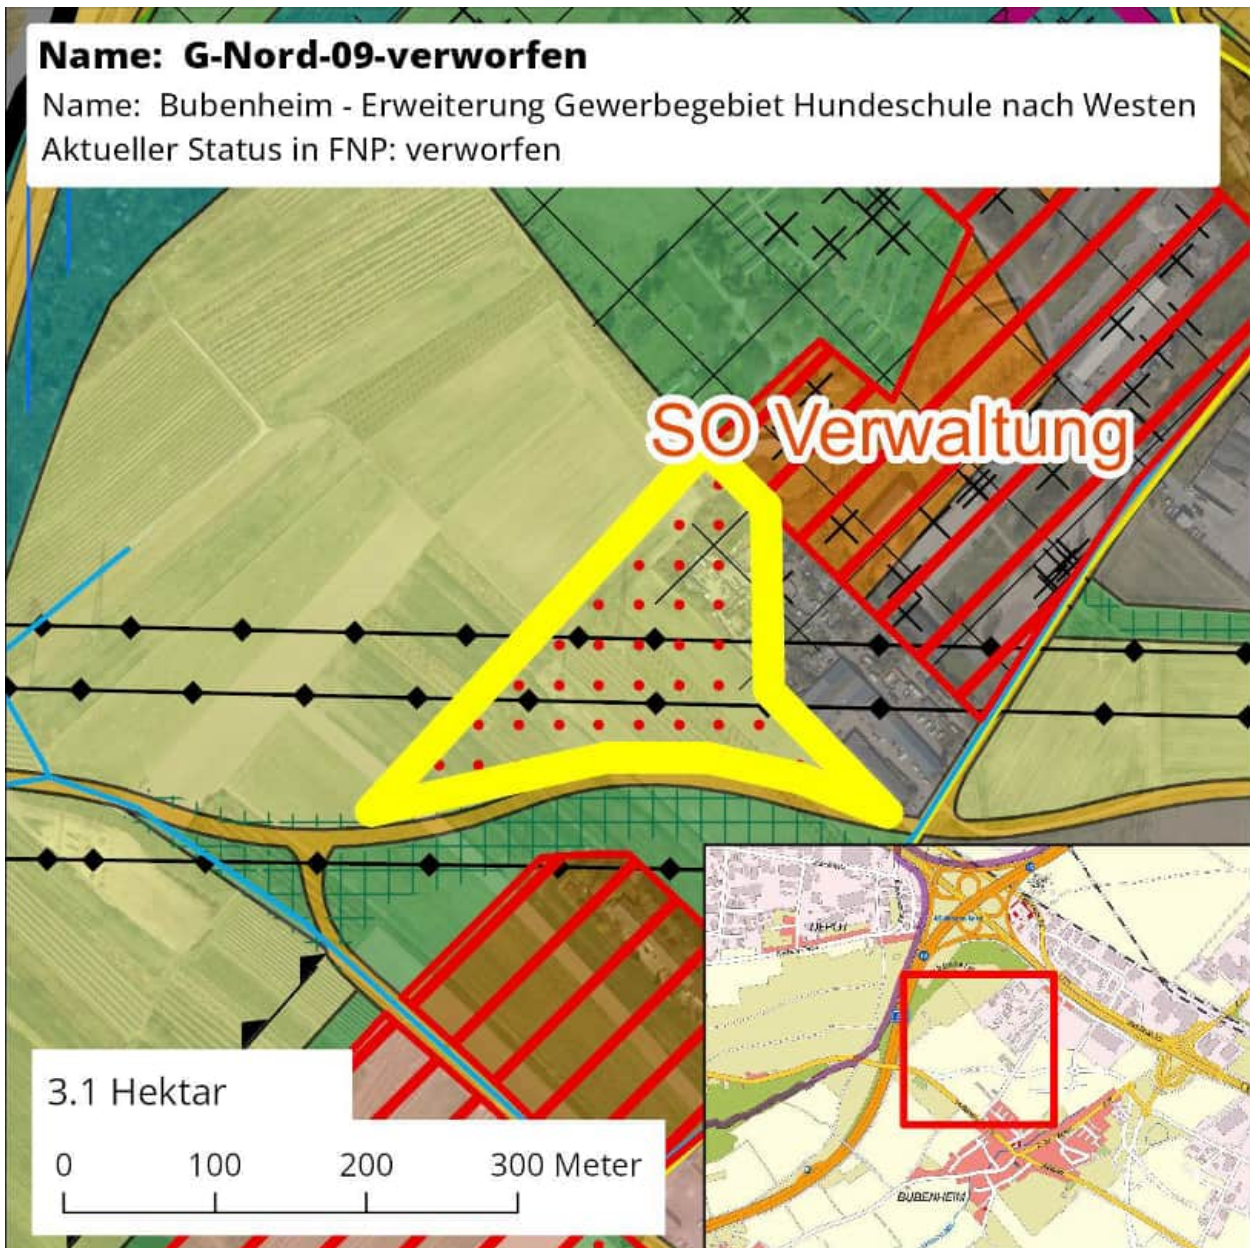 Name: G-Nord-09-verworfen
Name: Bubenheim - Erweiterung Gewerbegebiet Hundeschule nach Westen
Aktueller Status in FNP: verworfen
SO Verwaltung
3.1 Hektar
0 100 200 300 Meter
BUBENHEIM